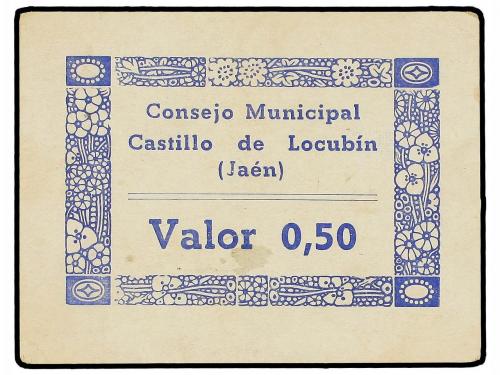 Consejo Municipal
Castillo de Locubín
(Jaén)
Valor 0,50